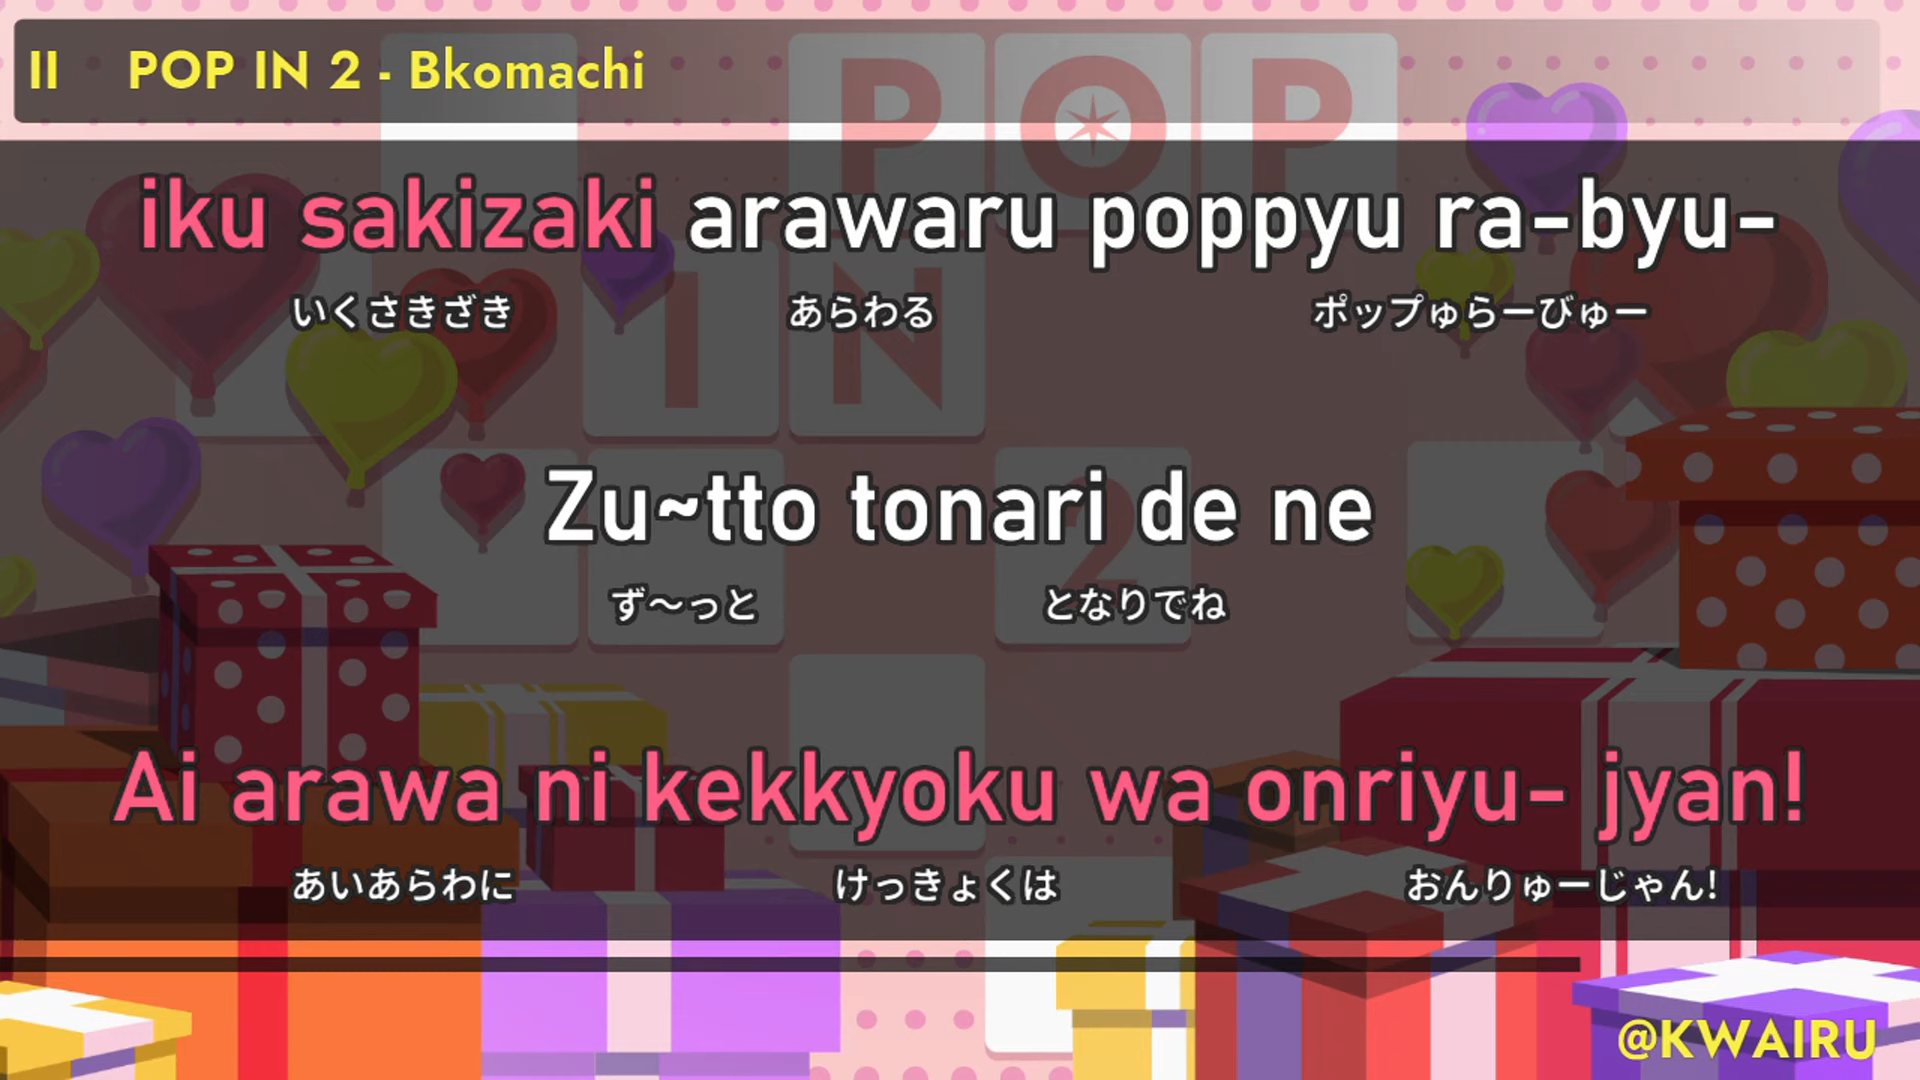 II POP IN 2 - Bkomachi
POP
iku sakizaki arawaru poppyu ra-byu-
いくさきざき あらわる ポップゅらーびゅー
IN
Zu~tto tonari de ne
2
ず～っと となりでね
Ai arawa ni kekkyoku wa onriyu- jyan!
あいあらわに けっきょくは おんりゅーじゃん!
@KWAIRU